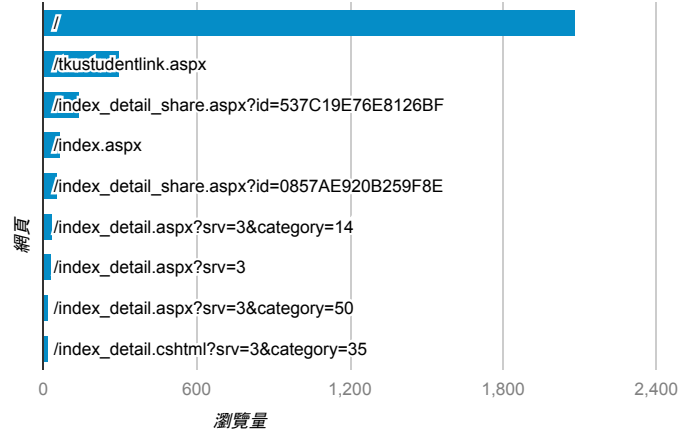 /
/tkustudentlink.aspx
/index_detail_share.aspx?id=537C19E76E8126BF
/index.aspx
/index_detail_share.aspx?id=0857AE920B259F8E
/index_detail.aspx?srv=3&category=14
/index_detail.aspx?srv=3
/index_detail.aspx?srv=3&category=50
/index_detail.cshtml?srv=3&category=35
網頁
0 600 1,200 1,800 2,400
瀏覽量